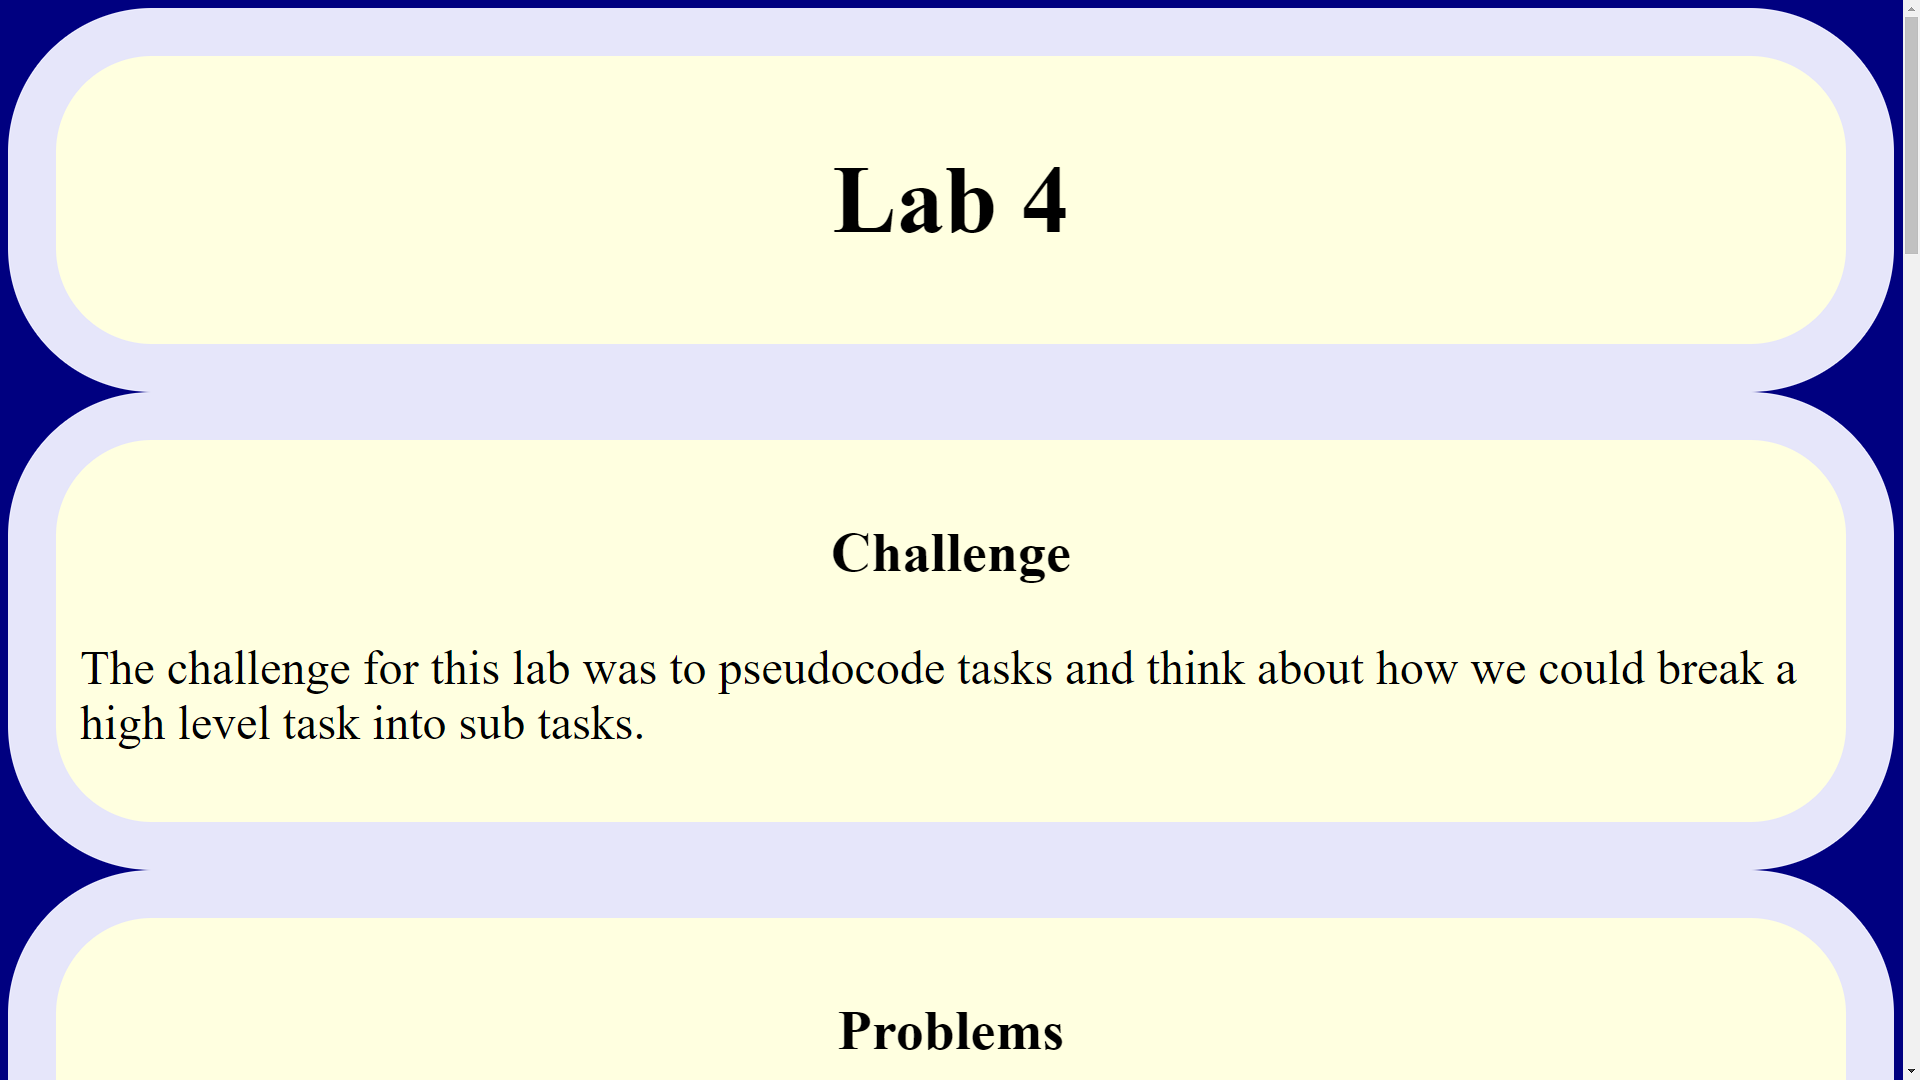 Lab 4
Challenge
The challenge for this lab was to pseudocode tasks and think about how we could break a
high level task into sub tasks.
Problems